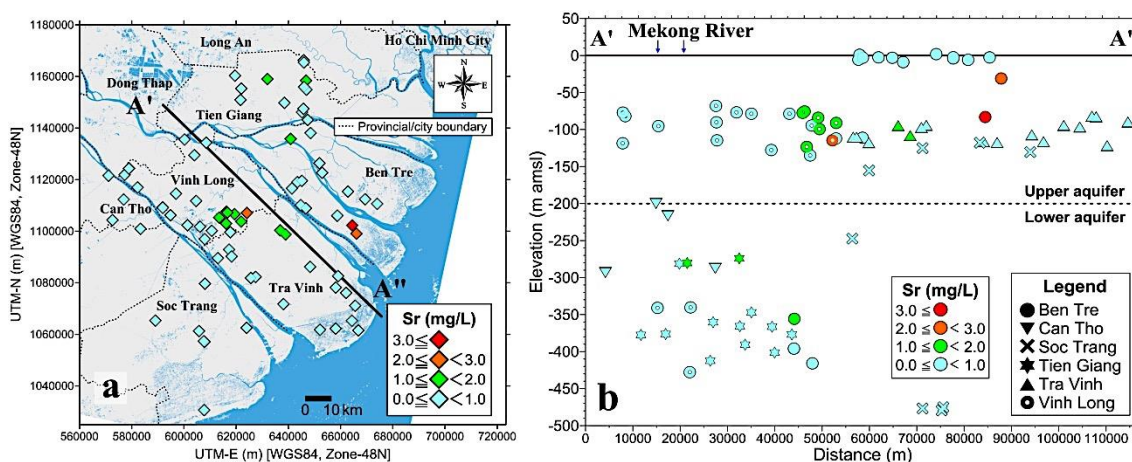 1180000
1160000
1140000
1120000
1100000
1080000
1060000
1040000
UTM-N (m) [WGS84, Zone-48N]
560000 580000 600000 620000 640000 660000 680000 700000 720000
UTM-E (m) [WGS84, Zone-48N]
Long An
Ho Chi Minh City
N
W E
S
Dong Thap
A'
Tien Giang
Provincial/city boundary
Ben Tre
Vinh Long
Can Tho
A"
Tra Vinh
Soc Trang
Sr (mg/L)
3.0 ≦
2.0 ≦ < 3.0
1.0 ≦ < 2.0
0.0 ≦ < 1.0
a
0 10km
A' Mekong River A"
50
0
-50
-100
-150
-200
-250
-300
-350
-400
-450
-500
Elevation (m amsl)
Upper aquifer
Lower aquifer
Sr (mg/L)
3.0 ≦
2.0 ≦ < 3.0
1.0 ≦ < 2.0
0.0 ≦ < 1.0
Legend
Ben Tre
Can Tho
Soc Trang
Tien Giang
Tra Vinh
Vinh Long
b
0 10000 20000 30000 40000 50000 60000 70000 80000 90000 100000
Distance (m)